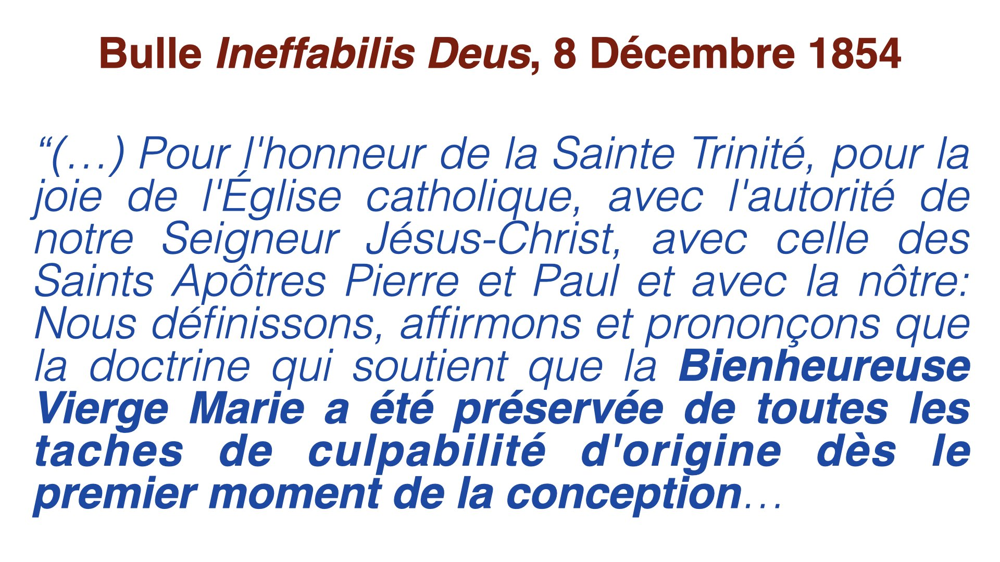 Bulle Ineffabilis Deus, 8 Décembre 1854
“(…) Pour l'honneur de la Sainte Trinité, pour la
joie de l'Église catholique, avec l'autorité de
notre Seigneur Jésus-Christ, avec celle des
Saints Apôtres Pierre et Paul et avec la nôtre:
Nous définissons, affirmons et prononçons que
la doctrine qui soutient que la Bienheureuse
Vierge Marie a été préservée de toutes les
taches de culpabilité d'origine dès le
premier moment de la conception…